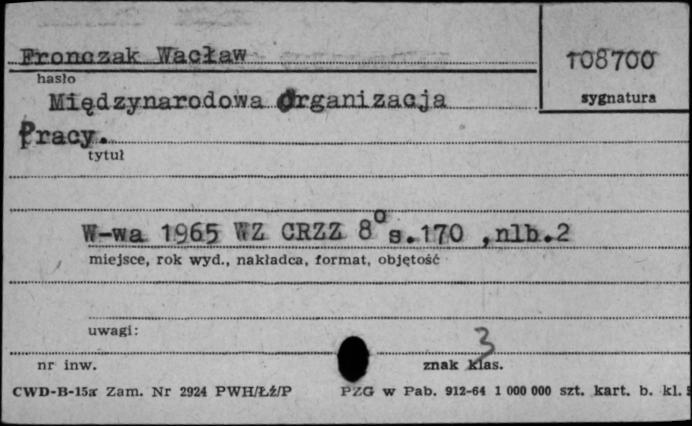 Fronczak Wacław
108700
hasło
sygnatura
Międzynarodowa Organizacja
Pracy.
tytuł
W-wa 1965 WZ CRZZ 8° s.170 ,nlb.2
miejsce, rok wyd., nakładca, format, objętość
uwagi:
3
nr inw.
znak klas.
CWD-B-15a Zam. Nr 2924 PWH/Łż/P
PZG w Pab. 912-64 1 000 000 szt. kart. b. kl.